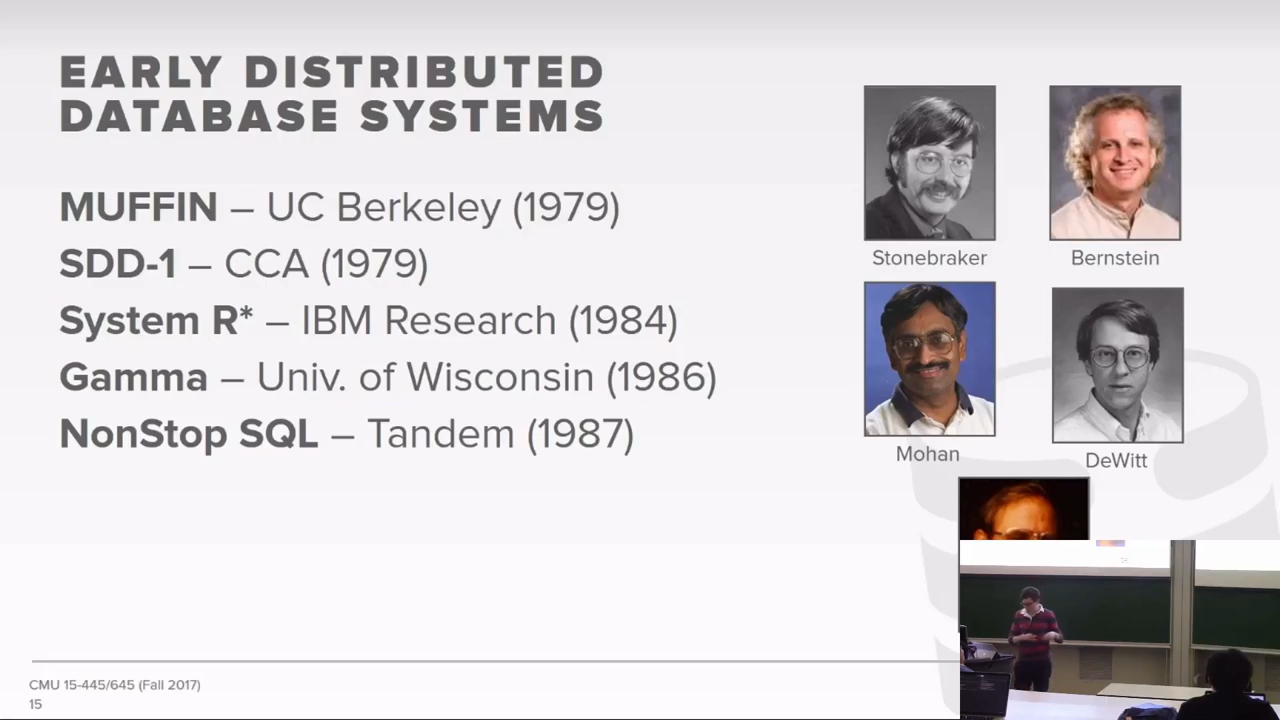 EARLY DISTRIBUTED
DATABASE SYSTEMS
MUFFIN – UC Berkeley (1979)
SDD-1 – CCA (1979)
System R* – IBM Research (1984)
Gamma – Univ. of Wisconsin (1986)
NonStop SQL – Tandem (1987)
Stonebraker
Bernstein
Mohan
DeWitt
CMU 15-445/645 (Fall 2017)
15